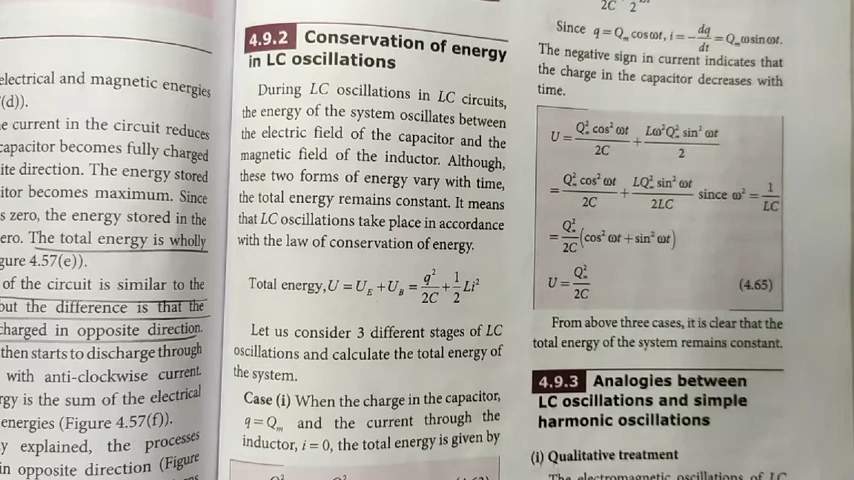 electrical and magnetic energies
(d)).
e current in the circuit reduces
capacitor becomes fully charged
ite direction. The energy stored
itor becomes maximum. Since
s zero, the energy stored in the
ero. The total energy is wholly
gure 4.57(e)).
of the circuit is similar to the
but the difference is that the
charged in opposite direction.
then starts to discharge through
with anti-clockwise current.
rgy is the sum of the electrical
energies (Figure 4.57(f)).
y explained, the processes
in opposite direction (Figure
4.9.2 Conservation of energy
in LC oscillations
During LC oscillations in LC circuits,
the energy of the system oscillates between
the electric field of the capacitor and the
magnetic field of the inductor. Although,
these two forms of energy vary with time,
the total energy remains constant. It means
that LC oscillations take place in accordance
with the law of conservation of energy.
Total energy, U = U_E + U_B = q²/2C + 1/2 Li²
Let us consider 3 different stages of LC
oscillations and calculate the total energy of
the system.
Case (i) When the charge in the capacitor,
q = Q_m and the current through the
inductor, i = 0, the total energy is given by
2C 2
Since q = Q_m cos ωt, i = -dq/dt = Q_m ω sin ωt.
The negative sign in current indicates that
the charge in the capacitor decreases with
time.
U = Q_m² cos² ωt/2C + Lω²Q_m² sin² ωt/2
= Q_m² cos² ωt/2C + LQ_m² sin² ωt/2LC since ω² = 1/LC
= Q_m²/2C (cos² ωt + sin² ωt)
U = Q_m²/2C (4.65)
From above three cases, it is clear that the
total energy of the system remains constant.
4.9.3 Analogies between
LC oscillations and simple
harmonic oscillations
(i) Qualitative treatment
The electromagnetic oscillations of LC